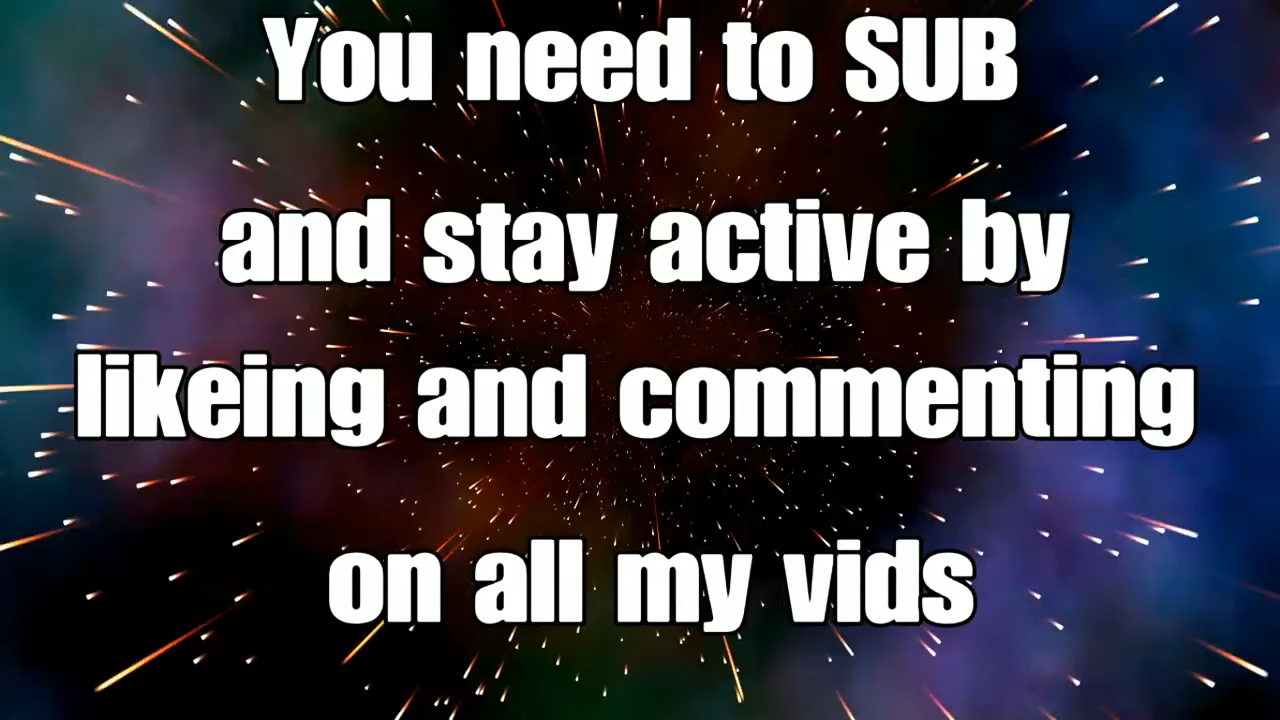 You need to SUB
and stay active by
likeing and commenting
on all my vids